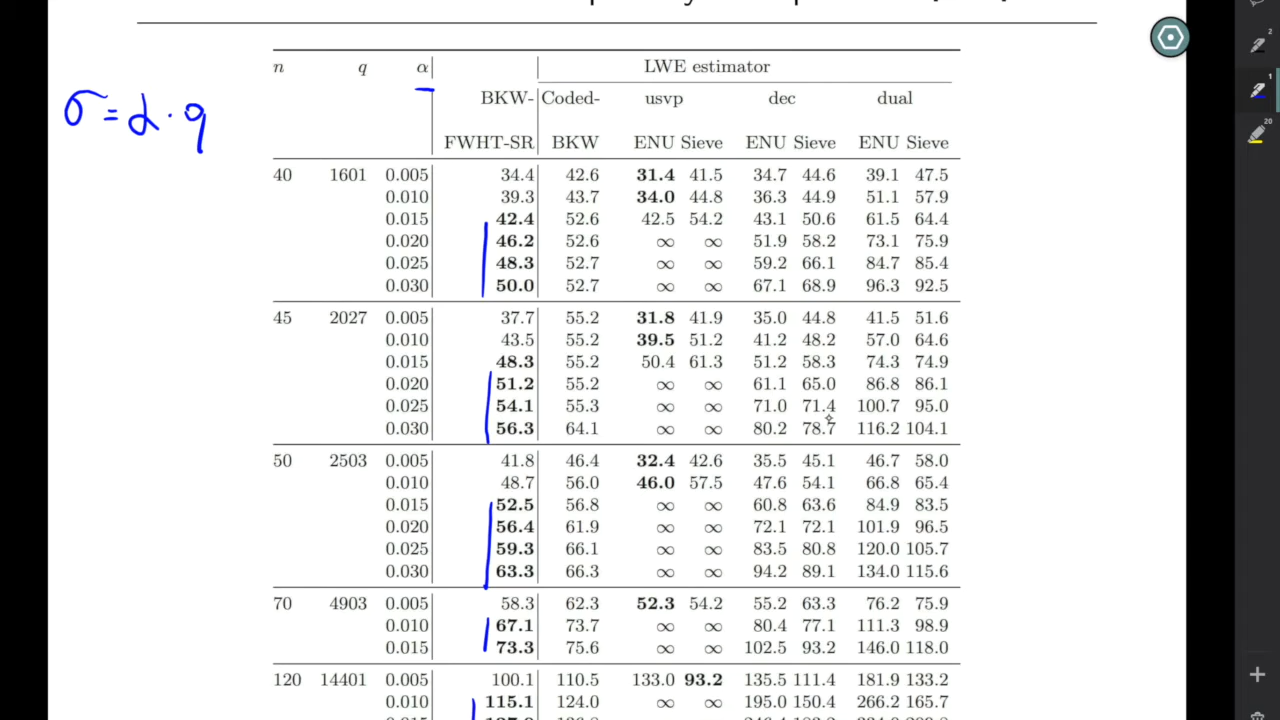 n q α LWE estimator
BKW- Coded- usvp dec dual
FWHT-SR BKW ENU Sieve ENU Sieve ENU Sieve
σ = α · q
40 1601 0.005 34.4 42.6 31.4 41.5 34.7 44.6 39.1 47.5
0.010 39.3 43.7 34.0 44.8 36.3 44.9 51.1 57.9
0.015 42.4 52.6 42.5 54.2 43.1 50.6 61.5 64.4
0.020 46.2 52.6 ∞ ∞ 51.9 58.2 73.1 75.9
0.025 48.3 52.7 ∞ ∞ 59.2 66.1 84.7 85.4
0.030 50.0 52.7 ∞ ∞ 67.1 68.9 96.3 92.5
45 2027 0.005 37.7 55.2 31.8 41.9 35.0 44.8 41.5 51.6
0.010 43.5 55.2 39.5 51.2 41.2 48.2 57.0 64.6
0.015 48.3 55.2 50.4 61.3 51.2 58.3 74.3 74.9
0.020 51.2 55.2 ∞ ∞ 61.1 65.0 86.8 86.1
0.025 54.1 55.3 ∞ ∞ 71.0 71.4 100.7 95.0
0.030 56.3 64.1 ∞ ∞ 80.2 78.7 116.2 104.1
50 2503 0.005 41.8 46.4 32.4 42.6 35.5 45.1 46.7 58.0
0.010 48.7 56.0 46.0 57.5 47.6 54.1 66.8 65.4
0.015 52.5 56.8 ∞ ∞ 60.8 63.6 84.9 83.5
0.020 56.4 61.9 ∞ ∞ 72.1 72.1 101.9 96.5
0.025 59.3 66.1 ∞ ∞ 83.5 80.8 120.0 105.7
0.030 63.3 66.3 ∞ ∞ 94.2 89.1 134.0 115.6
70 4903 0.005 58.3 62.3 52.3 54.2 55.2 63.3 76.2 75.9
0.010 67.1 73.7 ∞ ∞ 80.4 77.1 111.3 98.9
0.015 73.3 75.6 ∞ ∞ 102.5 93.2 146.0 118.0
120 14401 0.005 100.1 110.5 133.0 93.2 135.5 111.4 181.9 133.2
0.010 115.1 124.0 ∞ ∞ 195.0 150.4 266.2 165.7